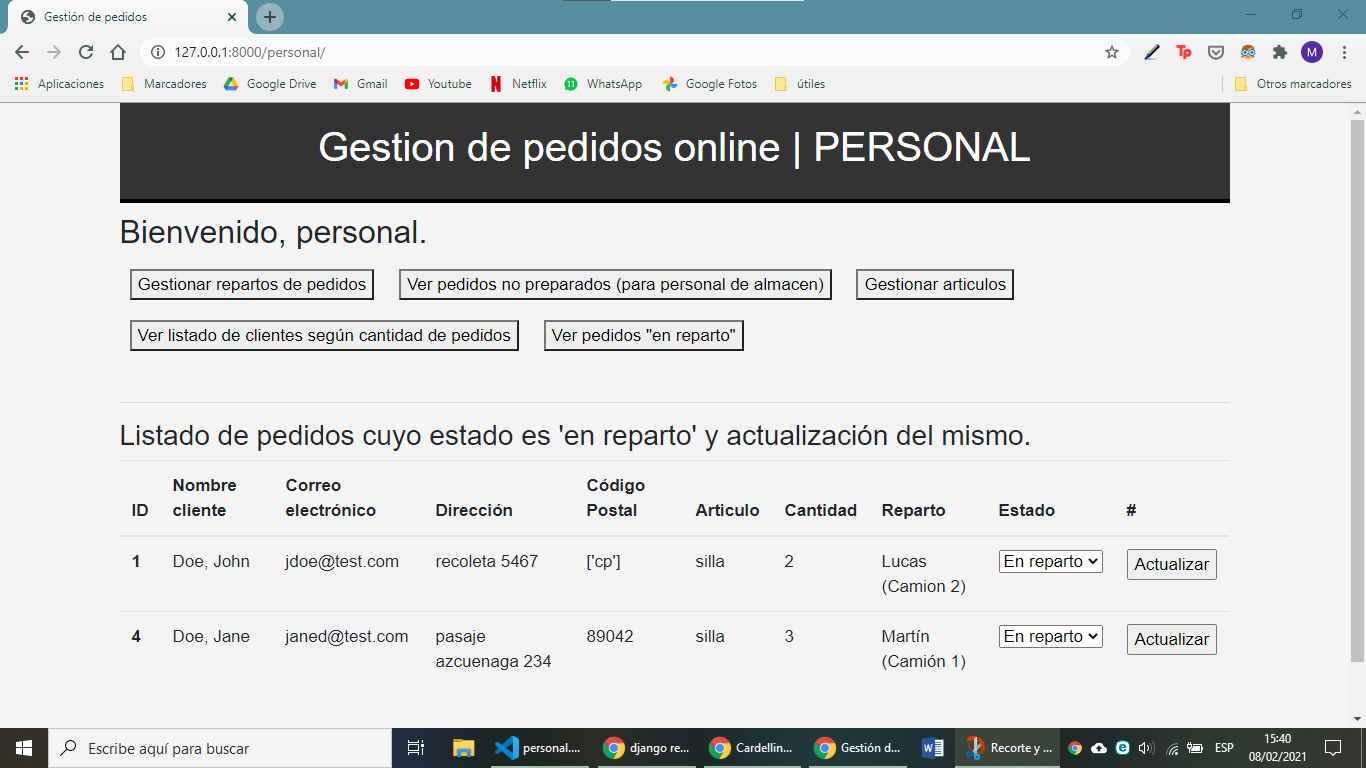 Gestión de pedidos
127.0.0.1:8000/personal/
M
Aplicaciones Marcadores Google Drive Gmail Youtube Netflix 11 WhatsApp Google Fotos útiles Otros marcadores
Gestion de pedidos online | PERSONAL
Bienvenido, personal.
Gestionar repartos de pedidos Ver pedidos no preparados (para personal de almacen) Gestionar articulos
Ver listado de clientes según cantidad de pedidos Ver pedidos "en reparto"
Listado de pedidos cuyo estado es 'en reparto' y actualización del mismo.
Nombre Correo Código
ID cliente electrónico Dirección Postal Articulo Cantidad Reparto Estado #
1 Doe, John jdoe@test.com recoleta 5467 ['cp'] silla 2 Lucas En reparto Actualizar
(Camion 2)
4 Doe, Jane janed@test.com pasaje 89042 silla 3 Martín En reparto Actualizar
azcuenaga 234 (Camión 1)
Escribe aquí para buscar personal.... django re... Cardellin... Gestión d... Recorte y ... ESP 15:40
08/02/2021